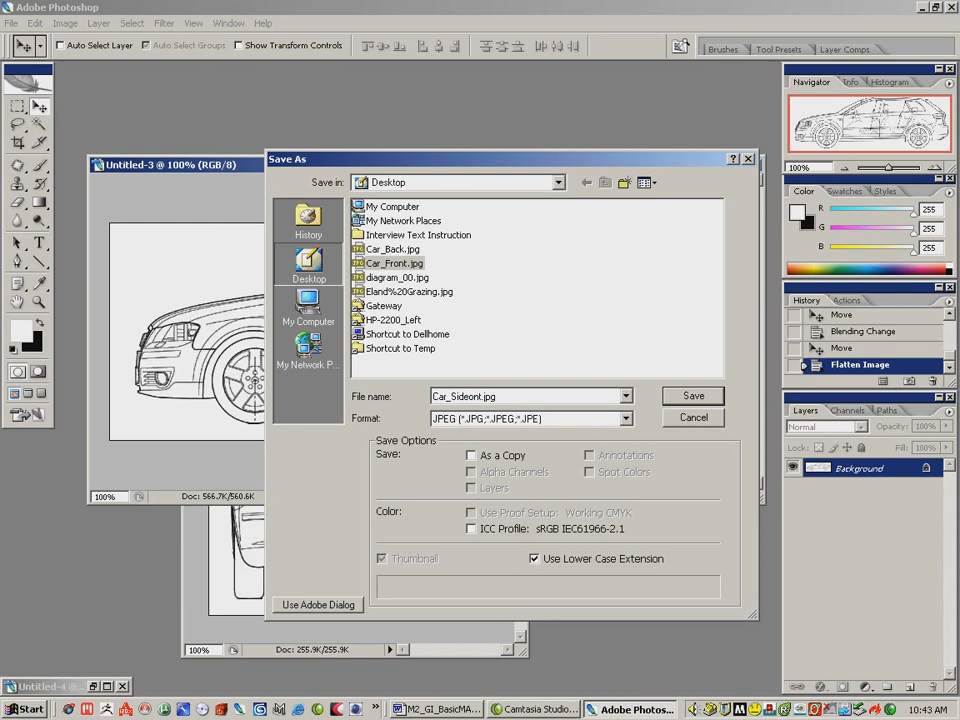 Adobe Photoshop
File Edit Image Layer Select Filter View Window Help
Auto Select Layer Auto Select Groups Show Transform Controls
Brushes Tool Presets Layer Comps
Navigator Info Histogram
100%
Color Swatches Styles
R 255
G 255
B 255
History Actions
Move
Blending Change
Move
Flatten Image
Layers Channels Paths
Normal Opacity: 100%
Lock: Fill: 100%
Background
Untitled-3 @ 100% (RGB/8)
100% Doc: 566.7K/560.6K
Save As
Save in: Desktop
History
Desktop
My Computer
My Network P...
My Computer
My Network Places
Interview Text Instruction
Car_Back.jpg
Car_Front.jpg
diagram_00.jpg
Eland%20Grazing.jpg
Gateway
HP-2200_Left
Shortcut to Dellhome
Shortcut to Temp
File name: Car_Sideont.jpg Save
Format: JPEG (*.JPG;*.JPEG;*.JPE) Cancel
Save Options
Save: As a Copy Annotations
Alpha Channels Spot Colors
Layers
Color: Use Proof Setup: Working CMYK
ICC Profile: sRGB IEC61966-2.1
Thumbnail Use Lower Case Extension
Use Adobe Dialog
100% Doc: 255.9K/255.9K
Untitled-4 @...
Start M2_GI_BasicMA... Camtasia Studio... Adobe Photos... 10:43 AM